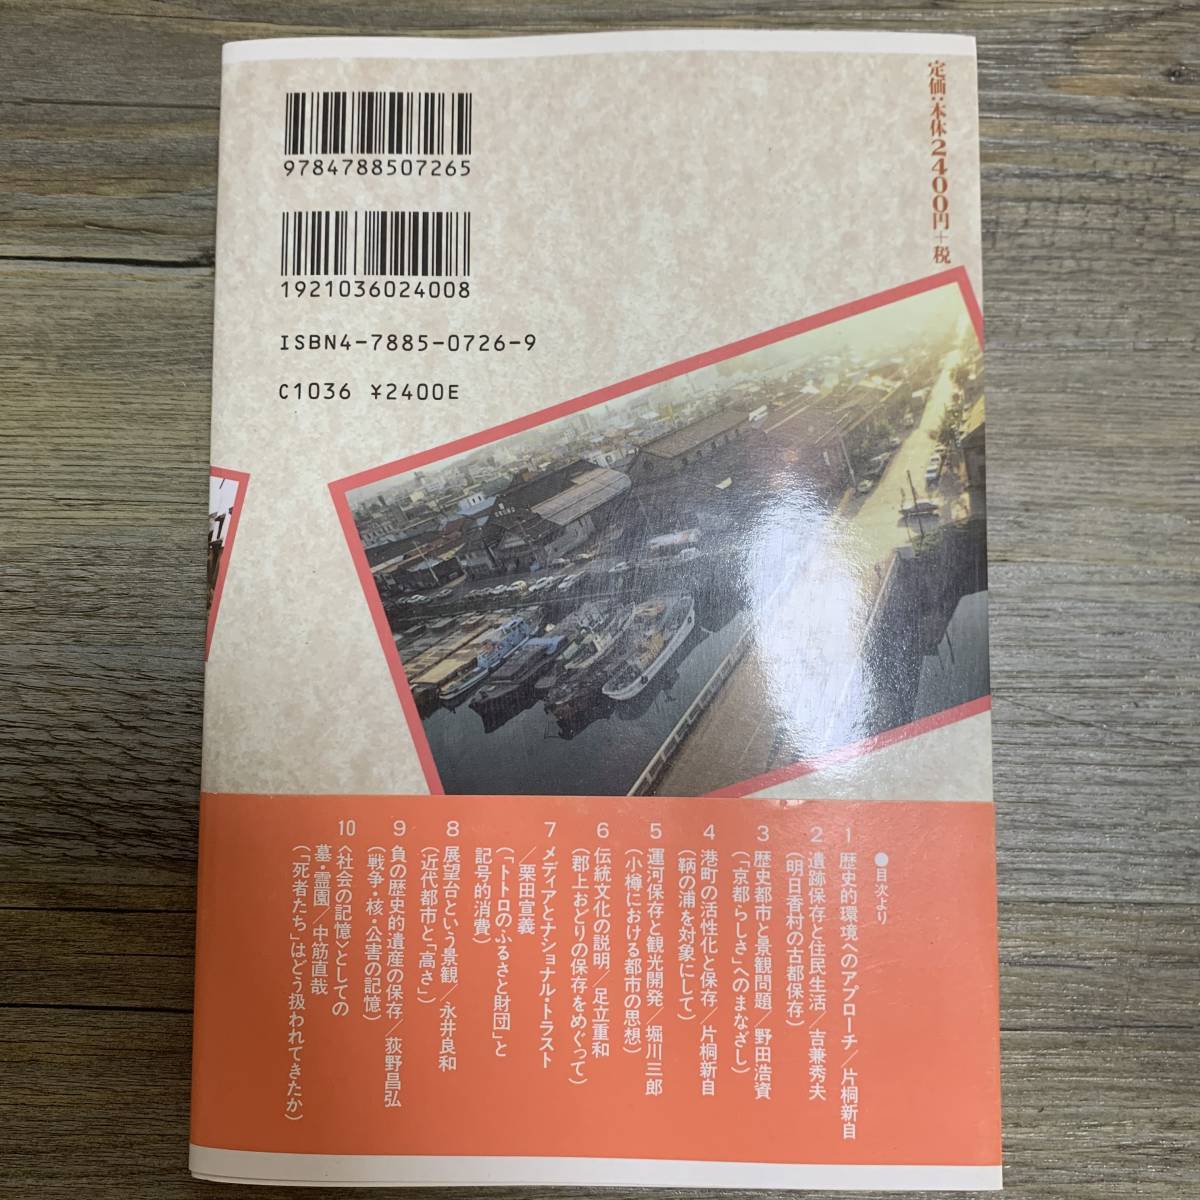 9784788507265
1921036024008
ISBN4-7885-0726-9
C1036 ¥2400E
定価:本体2400円+税
●目次より
1 歴史的環境へのアプローチ/片桐新自
2 遺跡保存と住民生活/吉兼秀夫
(明日香村の古都保存)
3 歴史都市と景観問題/野田浩資
(「京都らしさ」へのまなざし)
4 港町の活性化と保存/片桐新自
(鞆の浦を対象にして)
5 運河保存と観光開発/堀川三郎
(小樽における都市の思想)
6 伝統文化の説明/足立重和
(郡上おどりの保存をめぐって)
7 メディアとナショナル・トラスト
/栗田宣義
(「トトロのふるさと財団」と
記号的消費)
8 展望台という景観/永井良和
(近代都市と「高さ」)
9 負の歴史的遺産の保存/荻野昌弘
(戦争・核・公害の記憶)
10 〈社会の記憶〉としての
墓・霊園/中筋直哉
(「死者たち」はどう扱われてきたか)